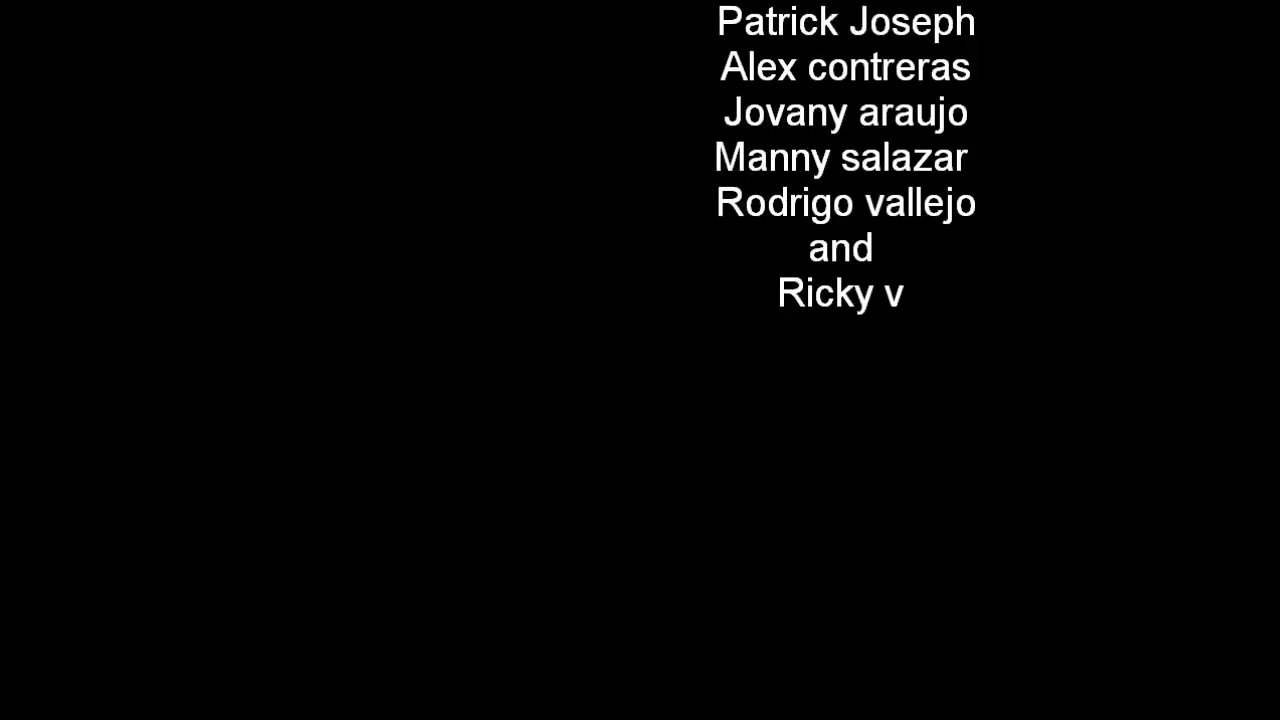 Patrick Joseph
Alex contreras
Jovany araujo
Manny salazar
Rodrigo vallejo
and
Ricky v